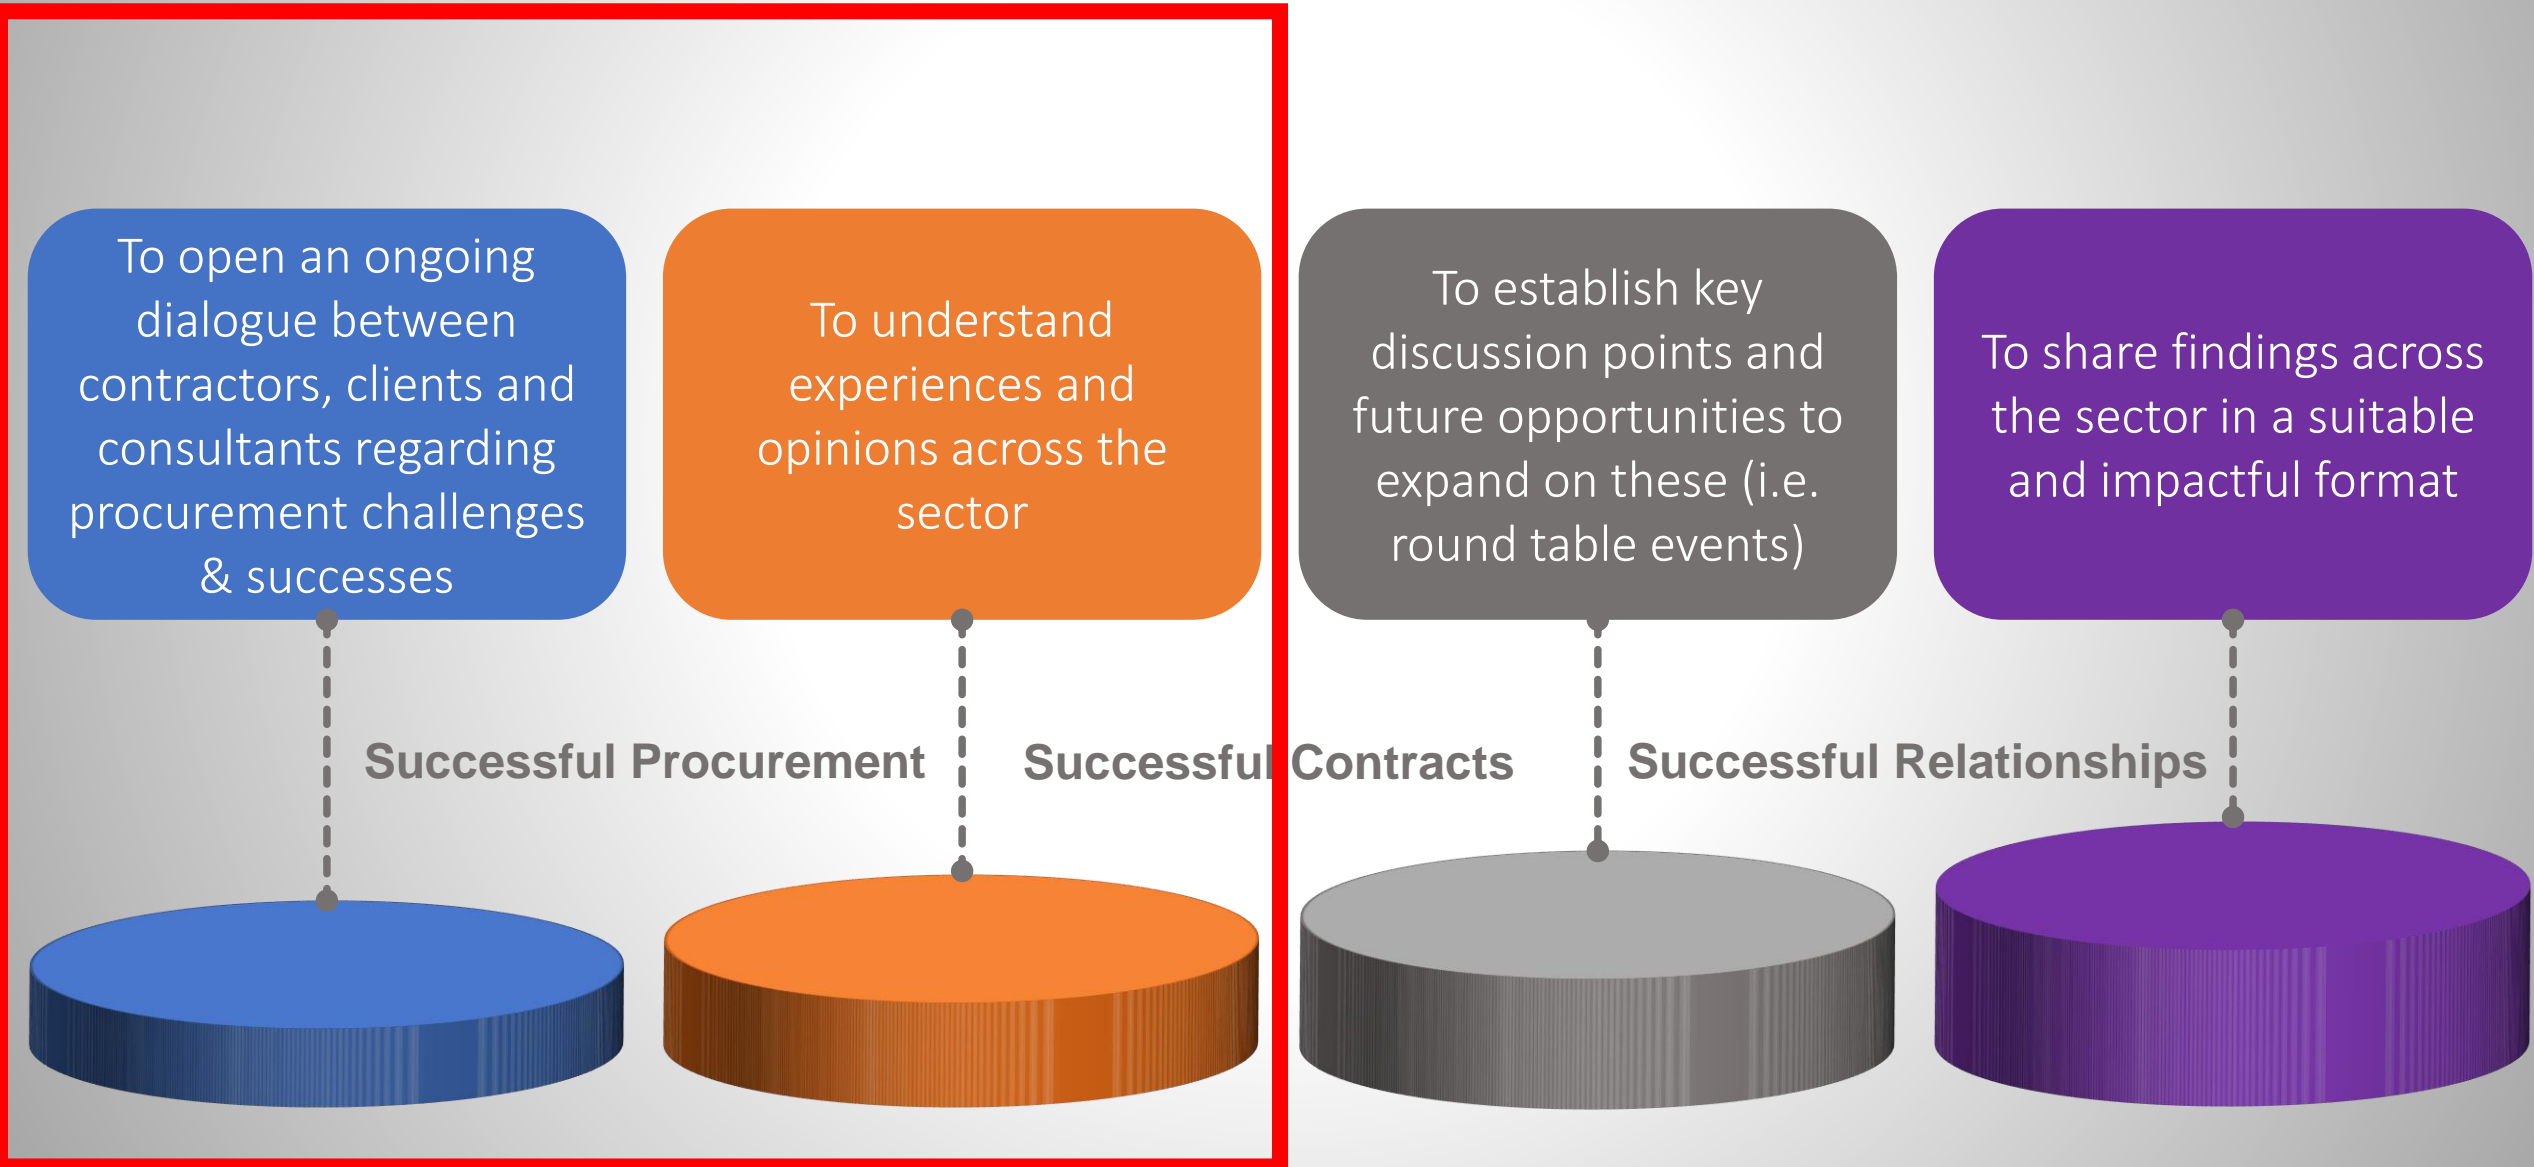 To open an ongoing
dialogue between
contractors, clients and
consultants regarding
procurement challenges
& successes
To understand
experiences and
opinions across the
sector
To establish key
discussion points and
future opportunities to
expand on these (i.e.
round table events)
To share findings across
the sector in a suitable
and impactful format
Successful Procurement
Successful Contracts
Successful Relationships